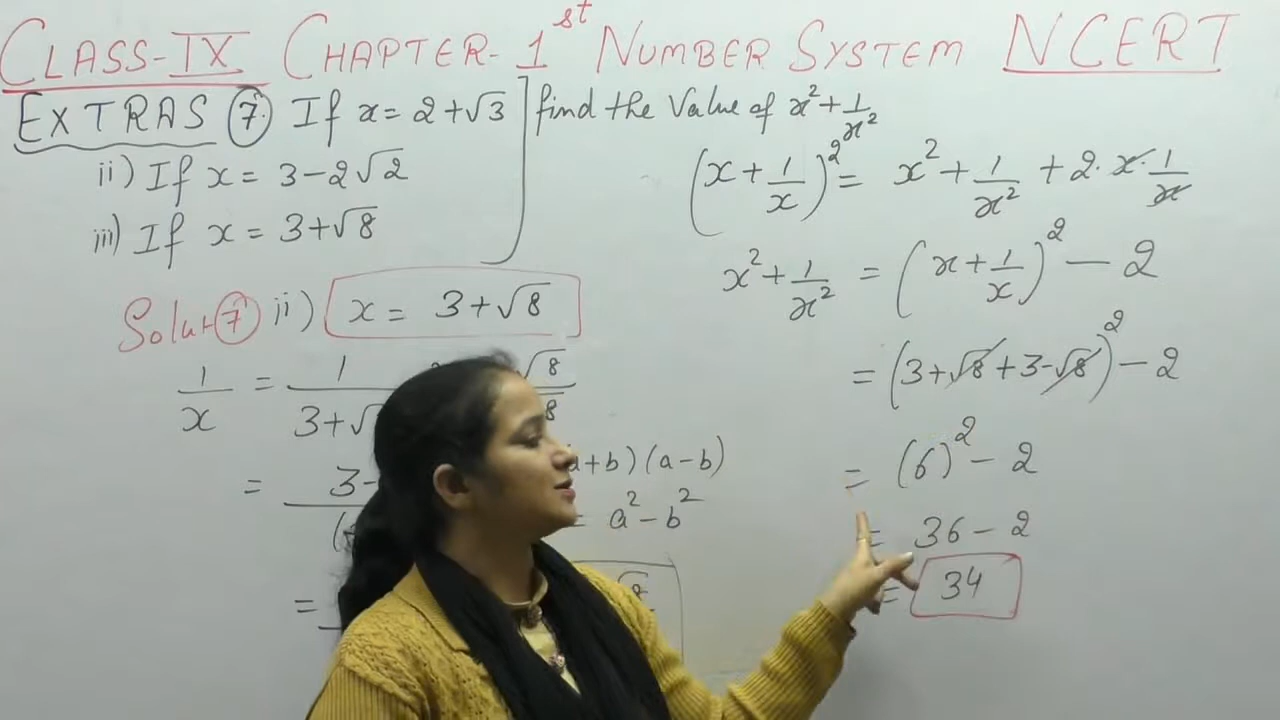 CLASS-IX CHAPTER-1st NUMBER SYSTEM NCERT
EXTRAS 7. If x = 2+√3 find the Value of x²+1/x²
ii) If x = 3-2√2
iii) If x = 3+√8
Solut 7 ii) x = 3+√8
1/x = 1/3+√
= 3-
(a+b)(a-b)
= a²-b²
=
(x+1/x)² = x²+1/x²+2·x·1/x
x²+1/x² = (x+1/x)²-2
= (3+√8+3-√8)²-2
= (6)²-2
= 36-2
= 34